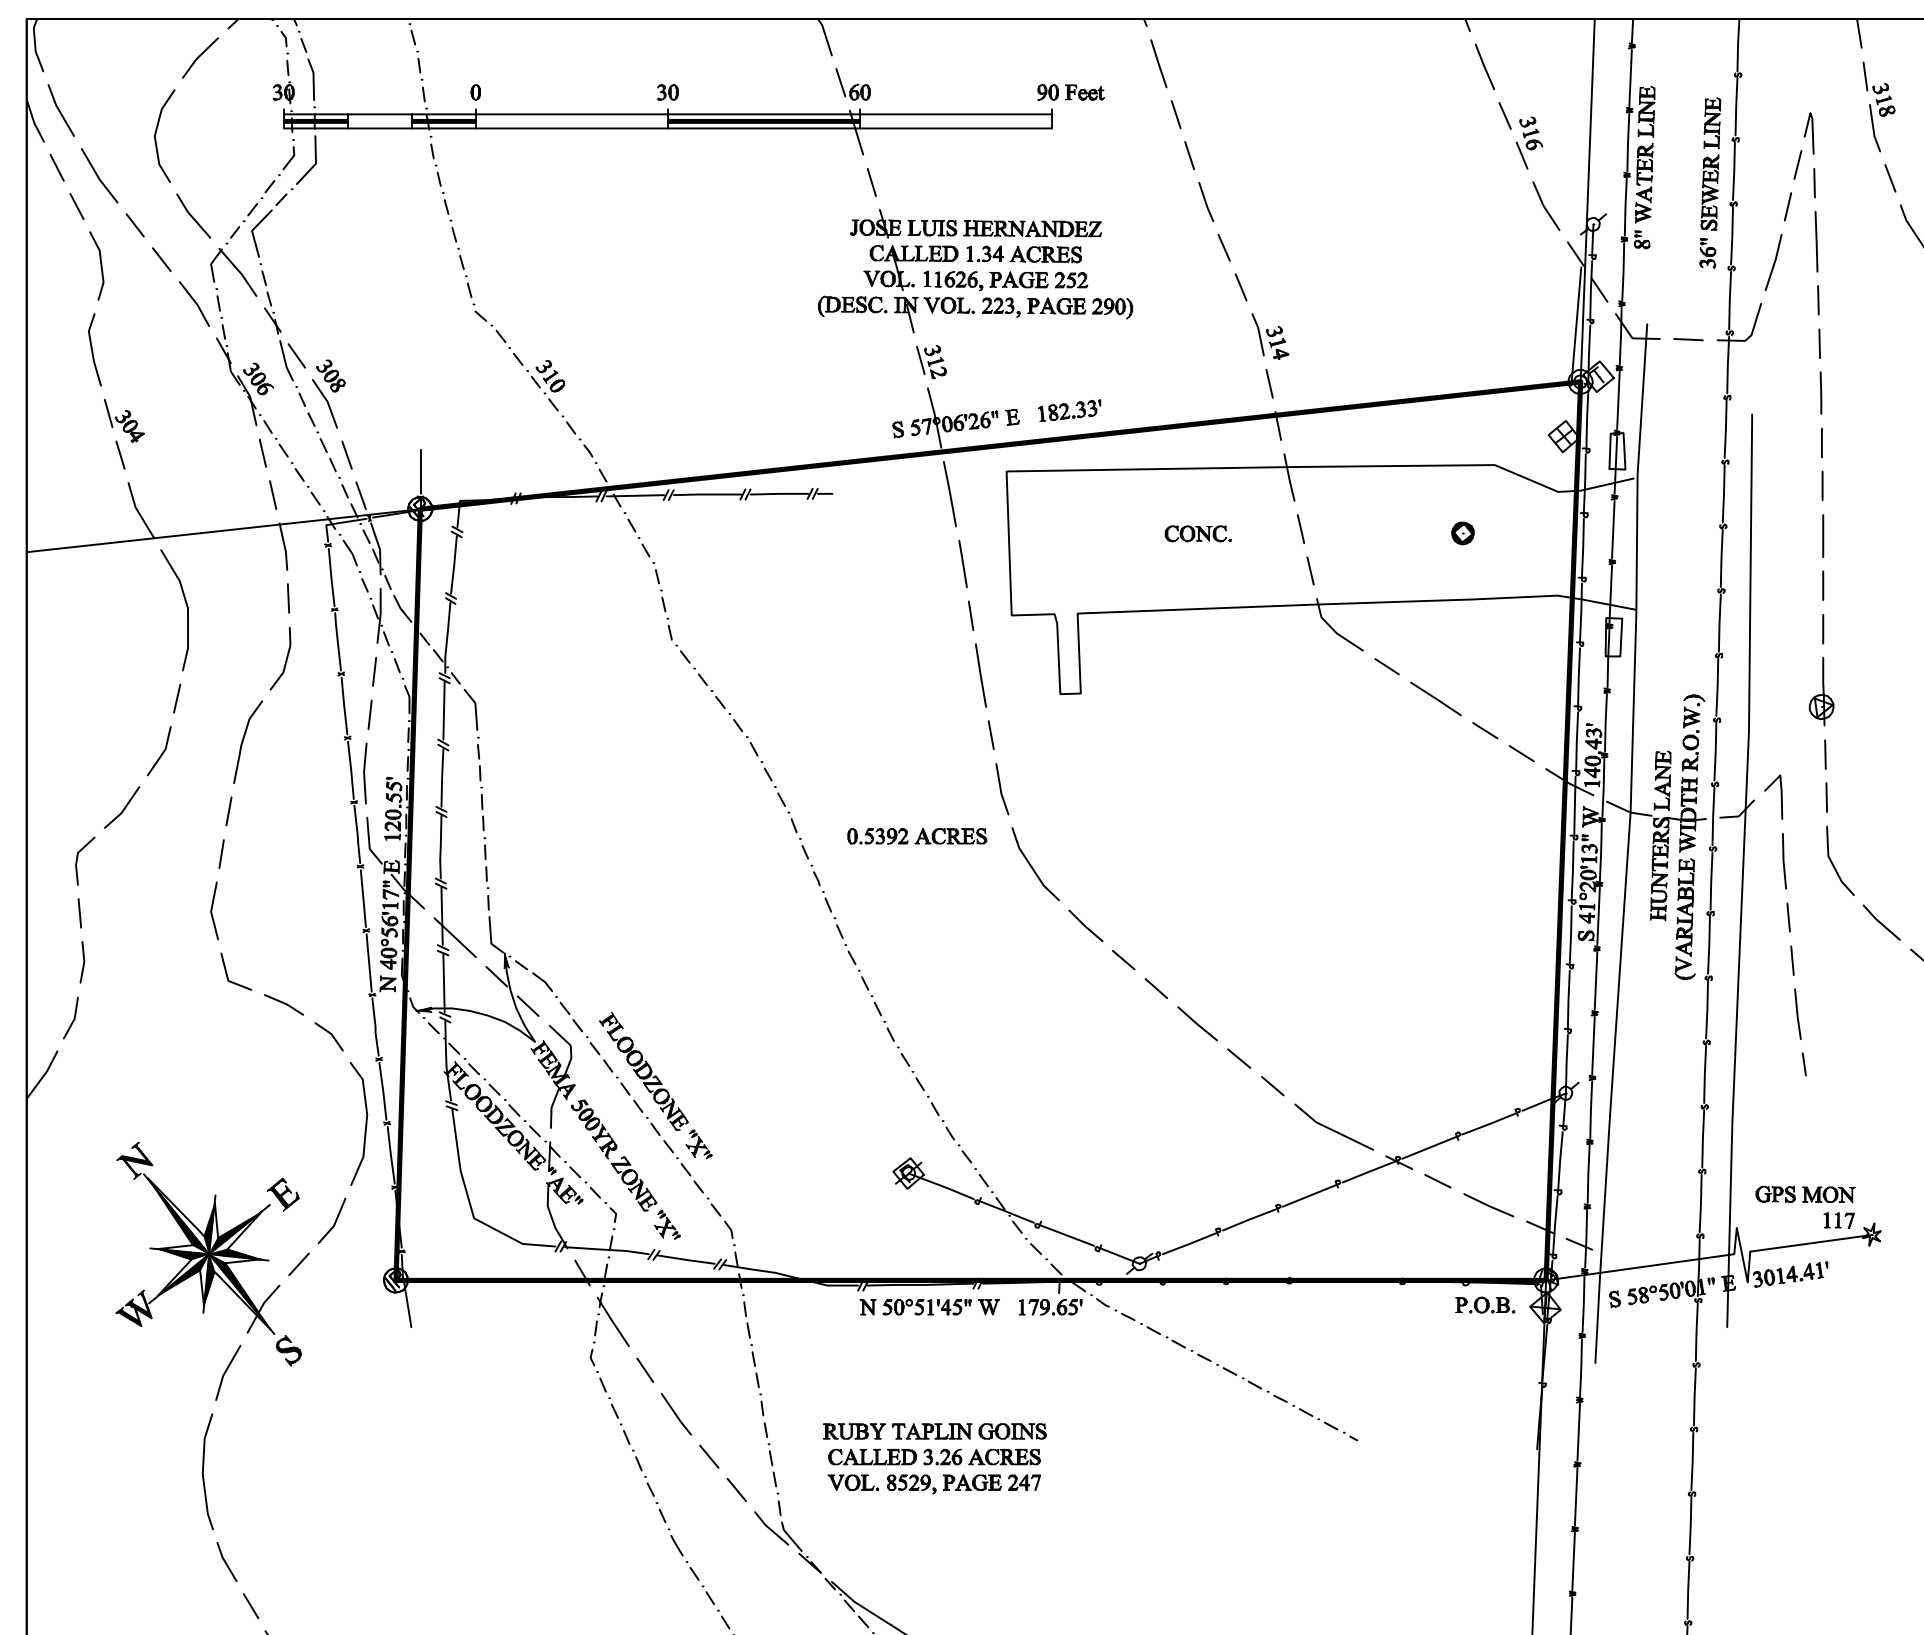 30 0 30 60 90 Feet
318
316
8" WATER LINE
36" SEWER LINE
JOSE LUIS HERNANDEZ
CALLED 1.34 ACRES
VOL. 11626, PAGE 252
(DESC. IN VOL. 223, PAGE 290)
304
306
308
310
312
314
S 57°06'26" E 182.33'
CONC.
N 40°56'17" E 120.55'
0.5392 ACRES
S 41°20'13" W 140.43'
HUNTERS LANE
(VARIABLE WIDTH R.O.W.)
FLOODZONE "X"
FEMA 500YR ZONE "X"
FLOODZONE "AE"
N
E
W
S
GPS MON
117
S 58°50'01" E 3014.41'
P.O.B.
N 50°51'45" W 179.65'
RUBY TAPLIN GOINS
CALLED 3.26 ACRES
VOL. 8529, PAGE 247